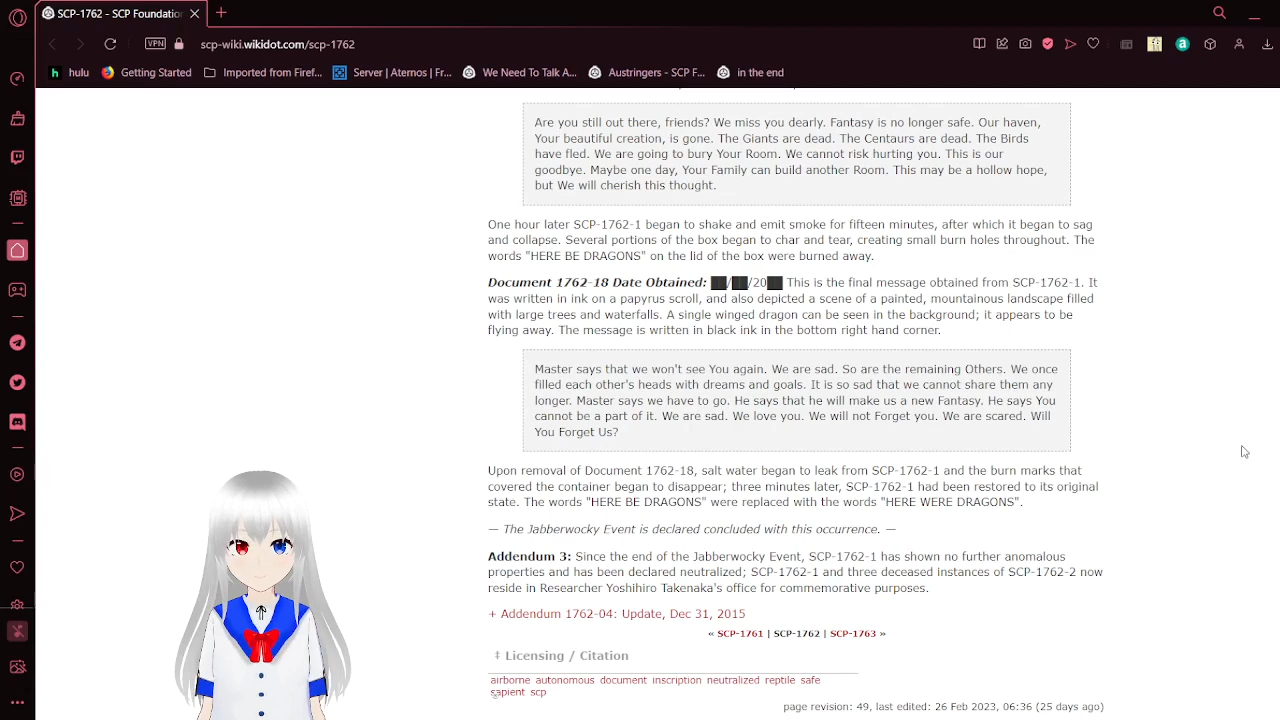 SCP-1762 - SCP Foundation
VPN
scp-wiki.wikidot.com/scp-1762
hulu
Getting Started
Imported from Firef...
Server | Aternos | Fr...
We Need To Talk A...
Austringers - SCP F...
in the end
Are you still out there, friends? We miss you dearly. Fantasy is no longer safe. Our haven,
Your beautiful creation, is gone. The Giants are dead. The Centaurs are dead. The Birds
have fled. We are going to bury Your Room. We cannot risk hurting you. This is our
goodbye. Maybe one day, Your Family can build another Room. This may be a hollow hope,
but We will cherish this thought.
One hour later SCP-1762-1 began to shake and emit smoke for fifteen minutes, after which it began to sag
and collapse. Several portions of the box began to char and tear, creating small burn holes throughout. The
words "HERE BE DRAGONS" on the lid of the box were burned away.
Document 1762-18 Date Obtained: ██/██/20██ This is the final message obtained from SCP-1762-1. It
was written in ink on a papyrus scroll, and also depicted a scene of a painted, mountainous landscape filled
with large trees and waterfalls. A single winged dragon can be seen in the background; it appears to be
flying away. The message is written in black ink in the bottom right hand corner.
Master says that we won't see You again. We are sad. So are the remaining Others. We once
filled each other's heads with dreams and goals. It is so sad that we cannot share them any
longer. Master says we have to go. He says that he will make us a new Fantasy. He says You
cannot be a part of it. We are sad. We love you. We will not Forget you. We are scared. Will
You Forget Us?
Upon removal of Document 1762-18, salt water began to leak from SCP-1762-1 and the burn marks that
covered the container began to disappear; three minutes later, SCP-1762-1 had been restored to its original
state. The words "HERE BE DRAGONS" were replaced with the words "HERE WERE DRAGONS".
— The Jabberwocky Event is declared concluded with this occurrence. —
Addendum 3: Since the end of the Jabberwocky Event, SCP-1762-1 has shown no further anomalous
properties and has been declared neutralized; SCP-1762-1 and three deceased instances of SCP-1762-2 now
reside in Researcher Yoshihiro Takenaka's office for commemorative purposes.
+ Addendum 1762-04: Update, Dec 31, 2015
« SCP-1761 | SCP-1762 | SCP-1763 »
‡ Licensing / Citation
airborne autonomous document inscription neutralized reptile safe
sapient scp
page revision: 49, last edited: 26 Feb 2023, 06:36 (25 days ago)